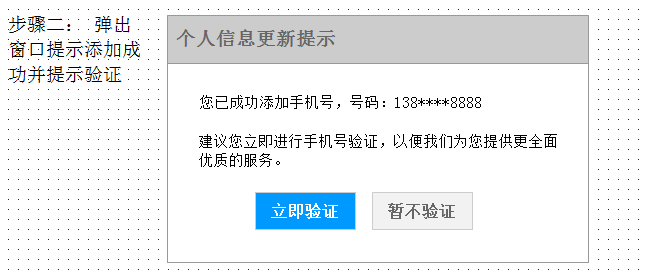 步骤二： 弹出
窗口提示添加成
功并提示验证
个人信息更新提示
您已成功添加手机号，号码：138****8888
建议您立即进行手机号验证，以便我们为您提供更全面
优质的服务。
立即验证
暂不验证